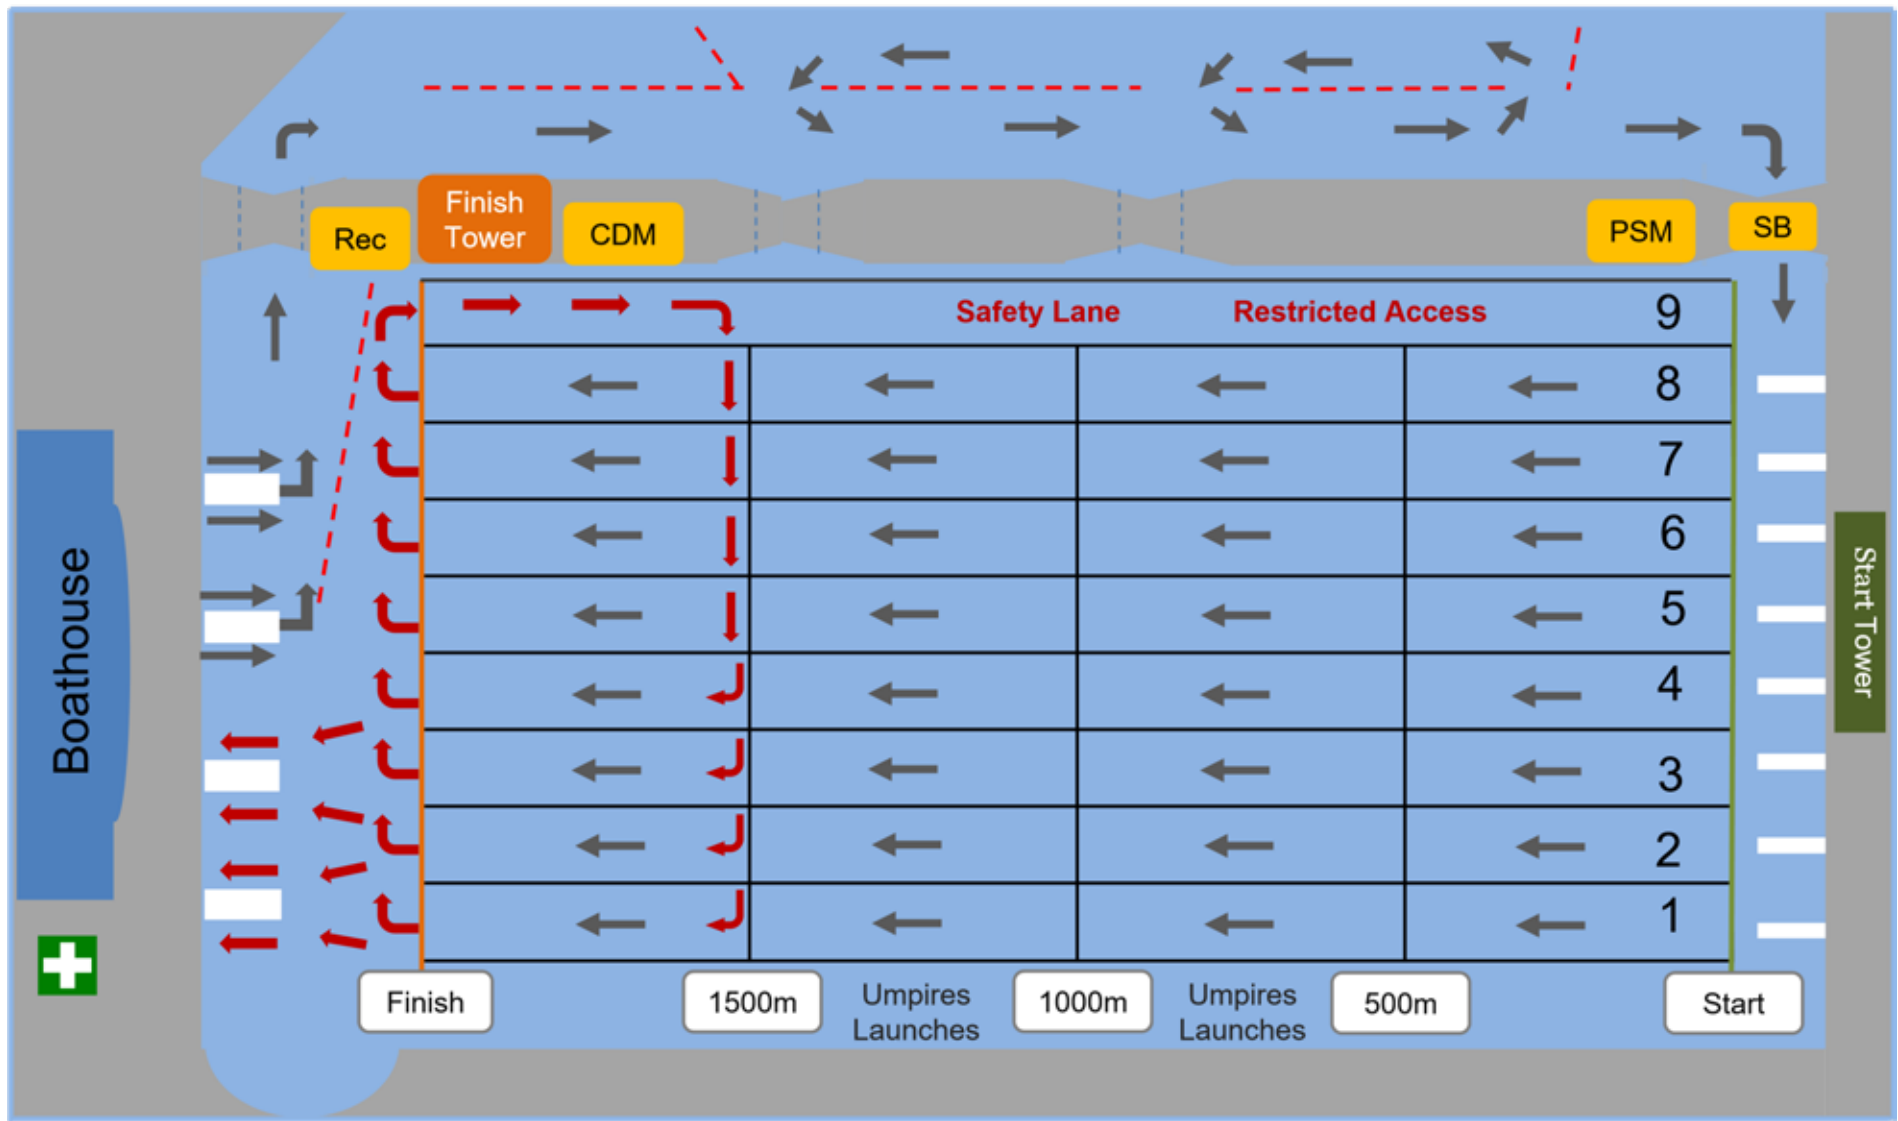 Finish
Tower
Rec
CDM
PSM
SB
Safety Lane
Restricted Access
9
8
7
6
5
4
3
2
1
Boathouse
Start Tower
Finish
1500m
Umpires
Launches
1000m
Umpires
Launches
500m
Start